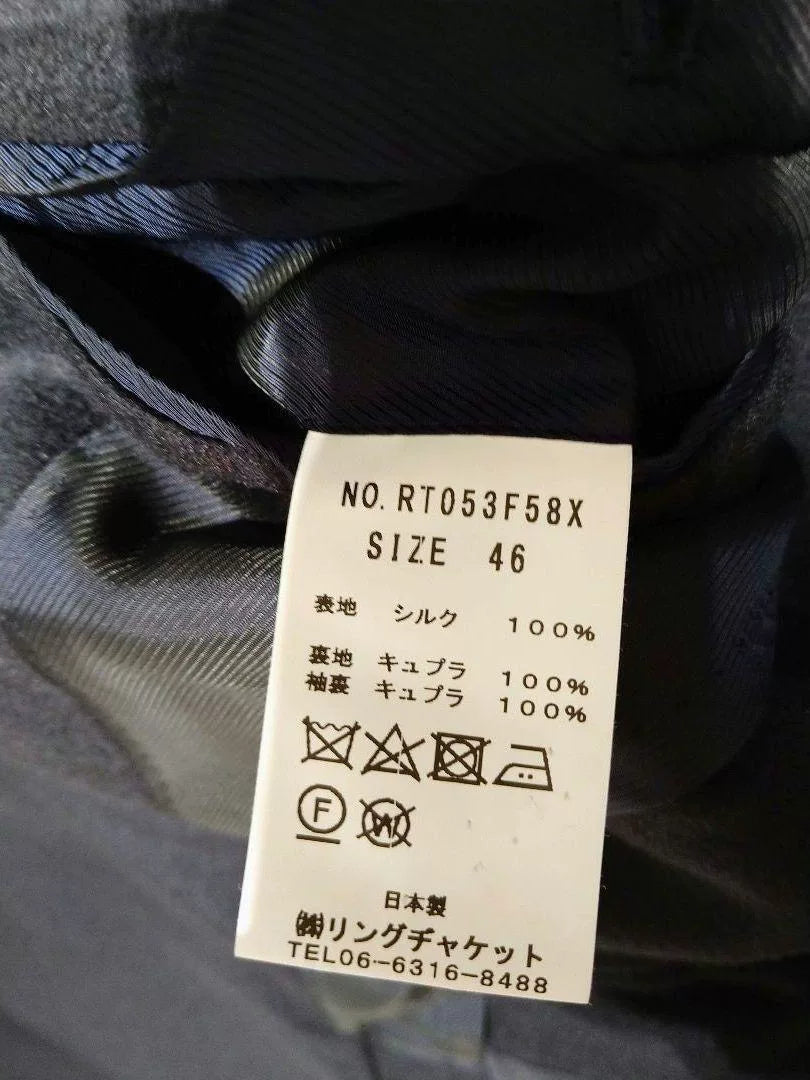 NO. RT053F58X
SIZE 46
表地 シルク 100%
裏地 キュプラ 100%
袖裏 キュプラ 100%
F
W
日本製
㈱リングヂャケット
TEL06-6316-8488